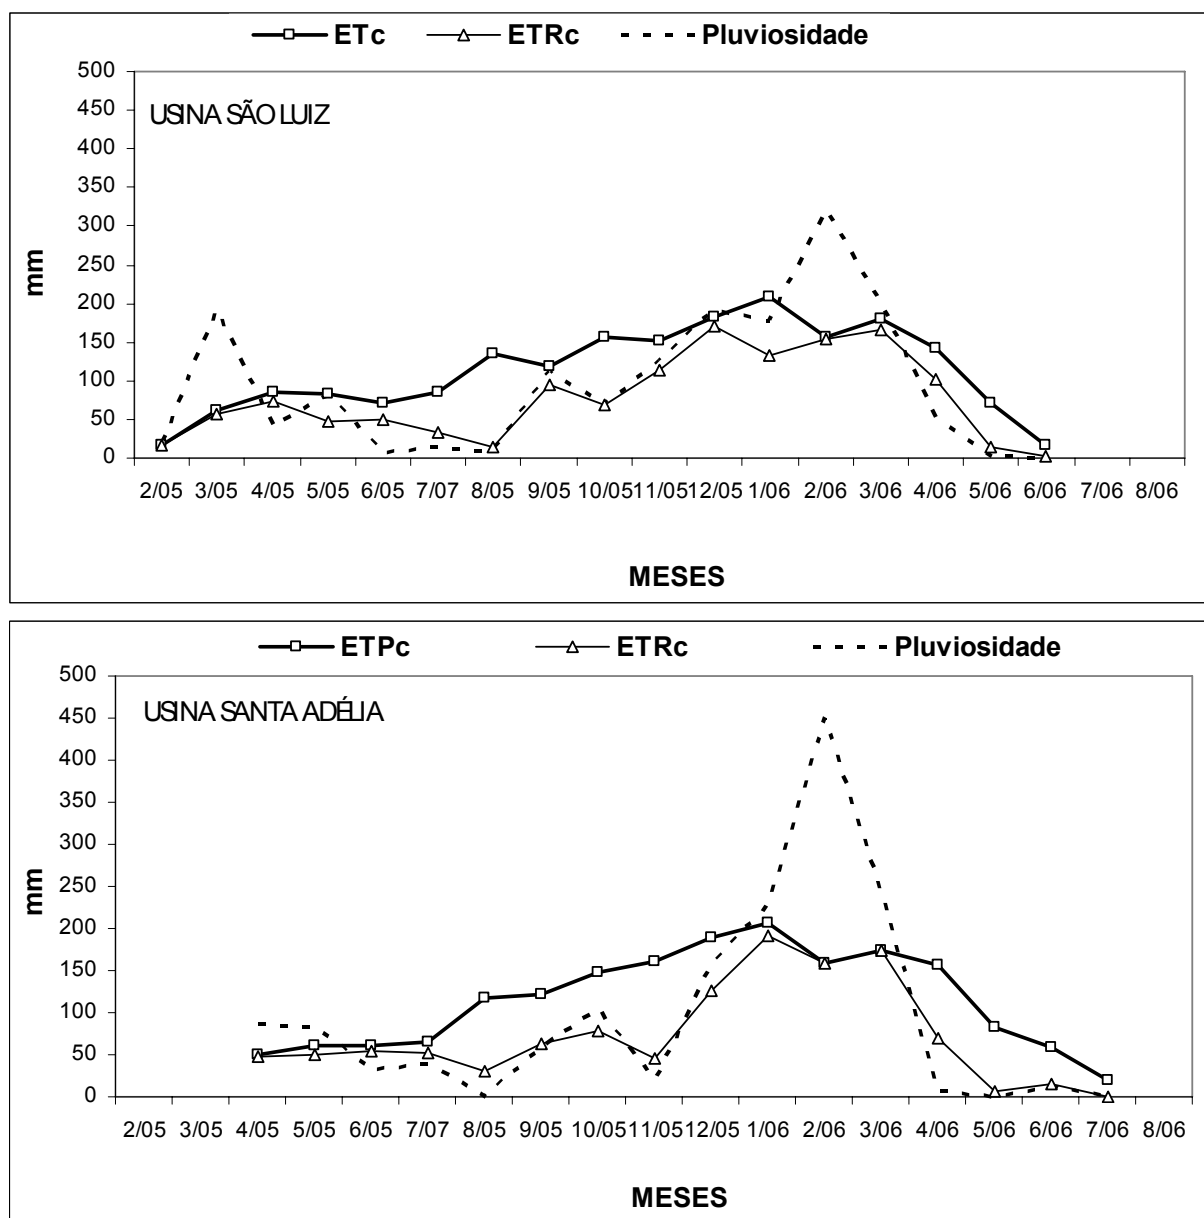 ETc ETRc Pluviosidade
500
USINA SÃO LUIZ
450
400
350
300
250
200
150
100
50
0
mm
2/05 3/05 4/05 5/05 6/05 7/07 8/05 9/05 10/05 11/05 12/05 1/06 2/06 3/06 4/06 5/06 6/06 7/06 8/06
MESES
ETPc ETRc Pluviosidade
500
USINA SANTA ADÉLIA
450
400
350
300
250
200
150
100
50
0
mm
2/05 3/05 4/05 5/05 6/05 7/07 8/05 9/05 10/05 11/05 12/05 1/06 2/06 3/06 4/06 5/06 6/06 7/06 8/06
MESES